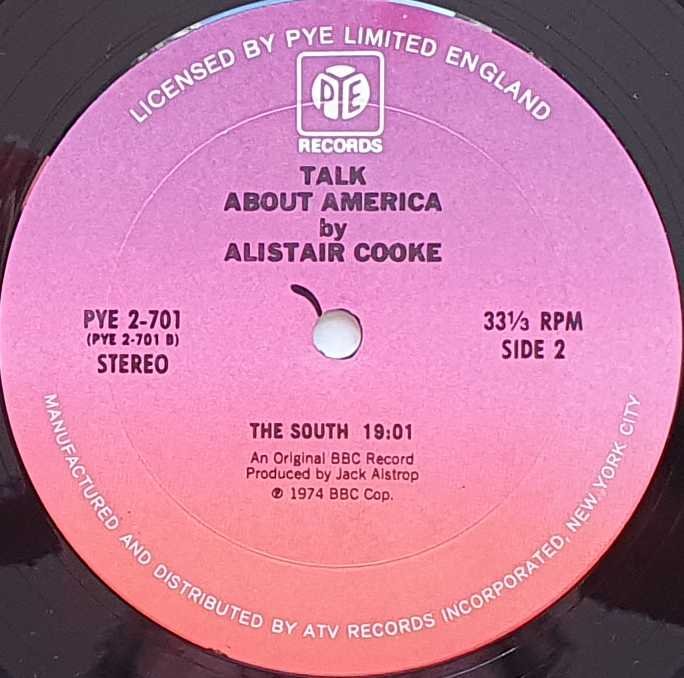 LICENSED BY PYE LIMITED ENGLAND
PYE
RECORDS
TALK
ABOUT AMERICA
by
ALISTAIR COOKE
PYE 2-701
(PYE 2-701 B)
STEREO
33⅓ RPM
SIDE 2
THE SOUTH 19:01
An Original BBC Record
Produced by Jack Alstrop
℗ 1974 BBC Cop.
MANUFACTURED AND DISTRIBUTED BY ATV RECORDS INCORPORATED, NEW YORK CITY